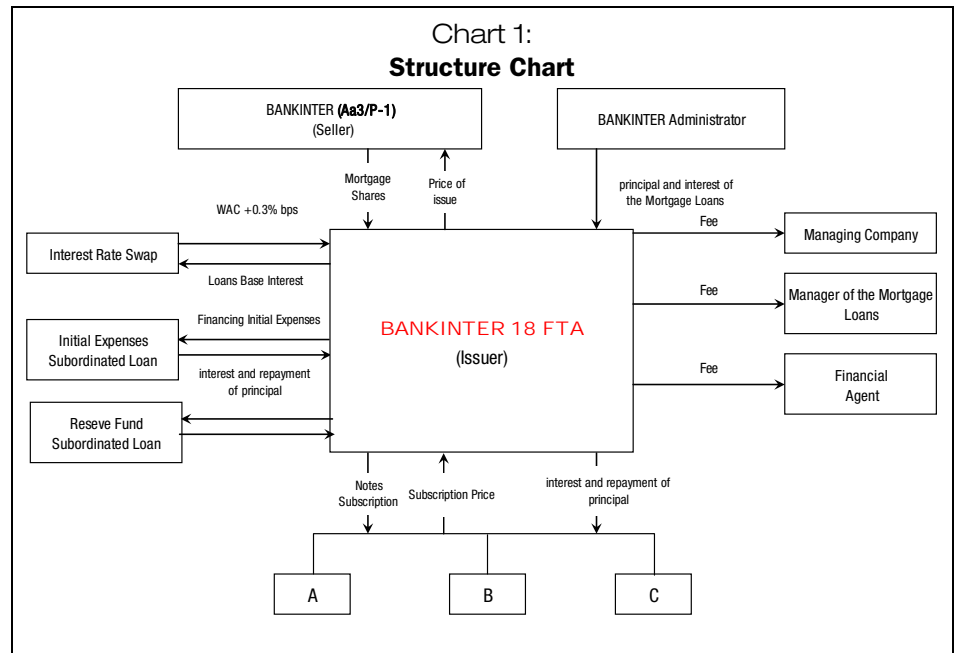 Chart 1:
Structure Chart
BANKINTER (Aa3/P-1)
(Seller)
BANKINTER Administrator
Mortgage
Shares
Price of
issue
principal and interest of
the Mortgage Loans
WAC +0.3% bps
Fee
Interest Rate Swap
Managing Company
Loans Base Interest
Fee
Manager of the Mortgage
Loans
Financing Initial Expenses
BANKINTER 18 FTA
(Issuer)
Initial Expenses
Subordinated Loan
interest and repayment
of principal
Fee
Financial
Agent
Reseve Fund
Subordinated Loan
Notes
Subscription
Subscription Price
interest and repayment of
principal
A
B
C